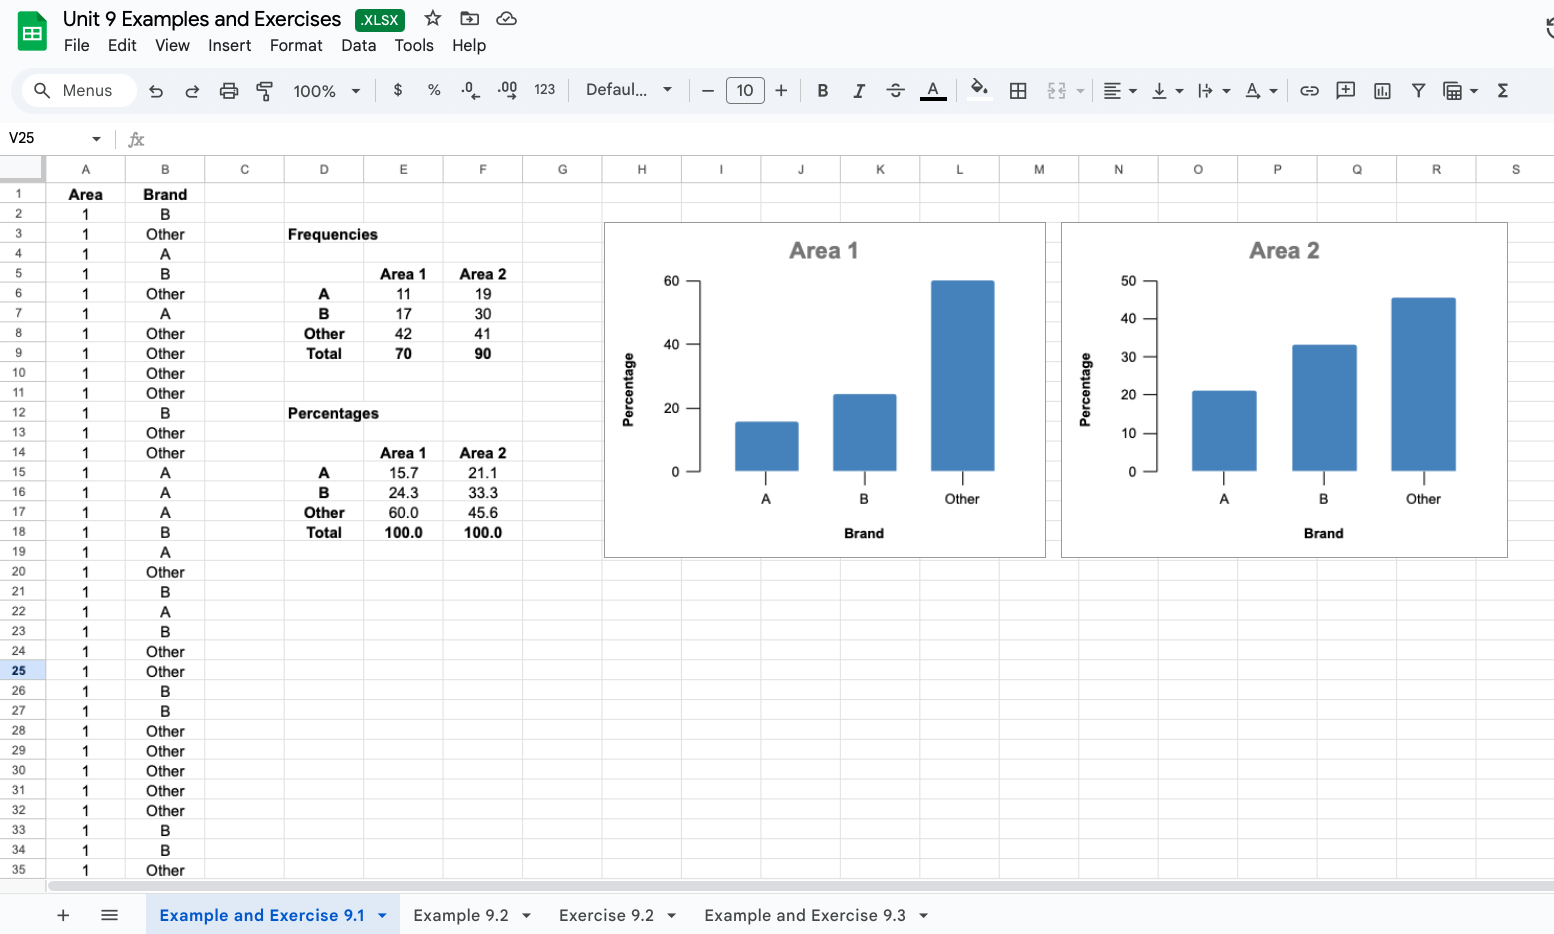 Unit 9 Examples and Exercises .XLSX
File Edit View Insert Format Data Tools Help
Menus 100% $ % .0 .00 123 Defaul... − 10 + B I S A Σ
V25 fx
A B C D E F G H I J K L M N O P Q R S
1 Area Brand
2 1 B
3 1 Other Frequencies
4 1 A
5 1 B Area 1 Area 2
6 1 Other A 11 19
7 1 A B 17 30
8 1 Other Other 42 41
9 1 Other Total 70 90
10 1 Other
11 1 Other
12 1 B Percentages
13 1 Other
14 1 Other Area 1 Area 2
15 1 A A 15.7 21.1
16 1 A B 24.3 33.3
17 1 A Other 60.0 45.6
18 1 B Total 100.0 100.0
19 1 A
20 1 Other
21 1 B
22 1 A
23 1 B
24 1 Other
25 1 Other
26 1 B
27 1 B
28 1 Other
29 1 Other
30 1 Other
31 1 Other
32 1 Other
33 1 B
34 1 B
35 1 Other
Area 1
60
40
20
0
Percentage
A B Other
Brand
Area 2
50
40
30
20
10
0
Percentage
A B Other
Brand
+ Example and Exercise 9.1 Example 9.2 Exercise 9.2 Example and Exercise 9.3